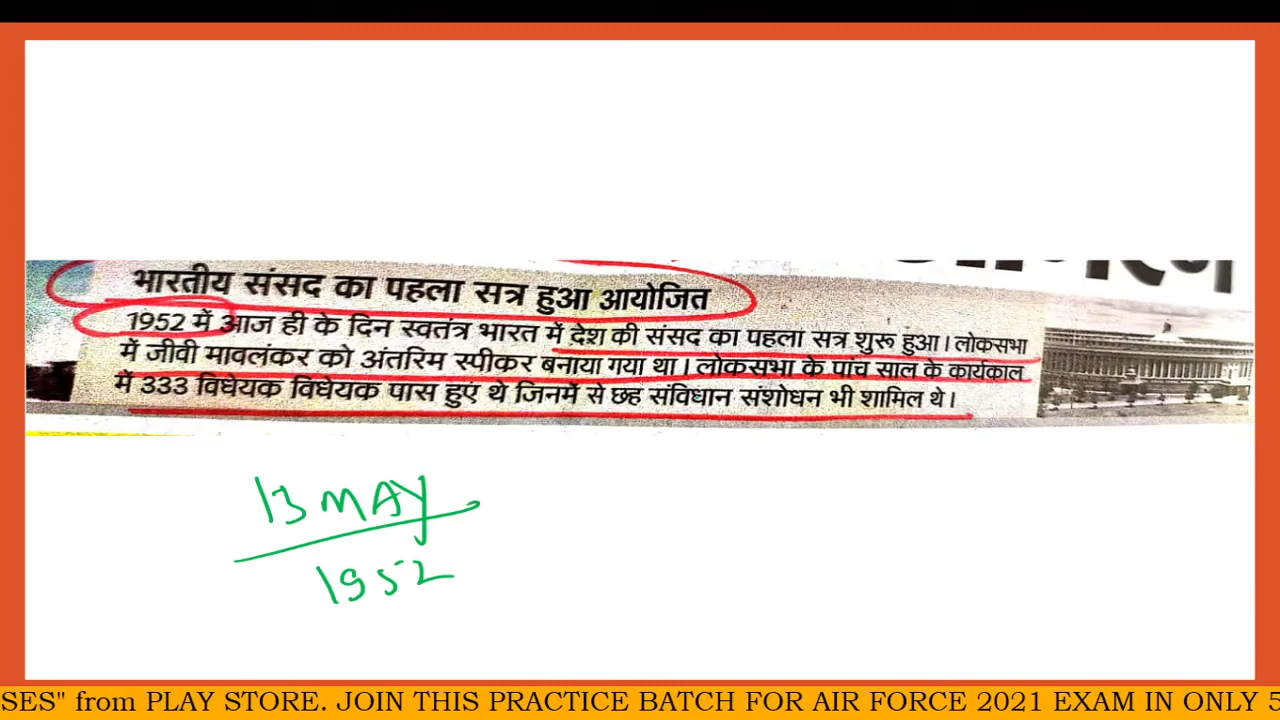 भारतीय संसद का पहला सत्र हुआ आयोजित
1952 में आज ही के दिन स्वतंत्र भारत में देश की संसद का पहला सत्र शुरू हुआ। लोकसभा
में जीवी मावलंकर को अंतरिम स्पीकर बनाया गया था। लोकसभा के पांच साल के कार्यकाल
में 333 विधेयक विधेयक पास हुएं थे जिनमें से छह संविधान संशोधन भी शामिल थे।
13 MAY
1952
SES" from PLAY STORE. JOIN THIS PRACTICE BATCH FOR AIR FORCE 2021 EXAM IN ONLY 5